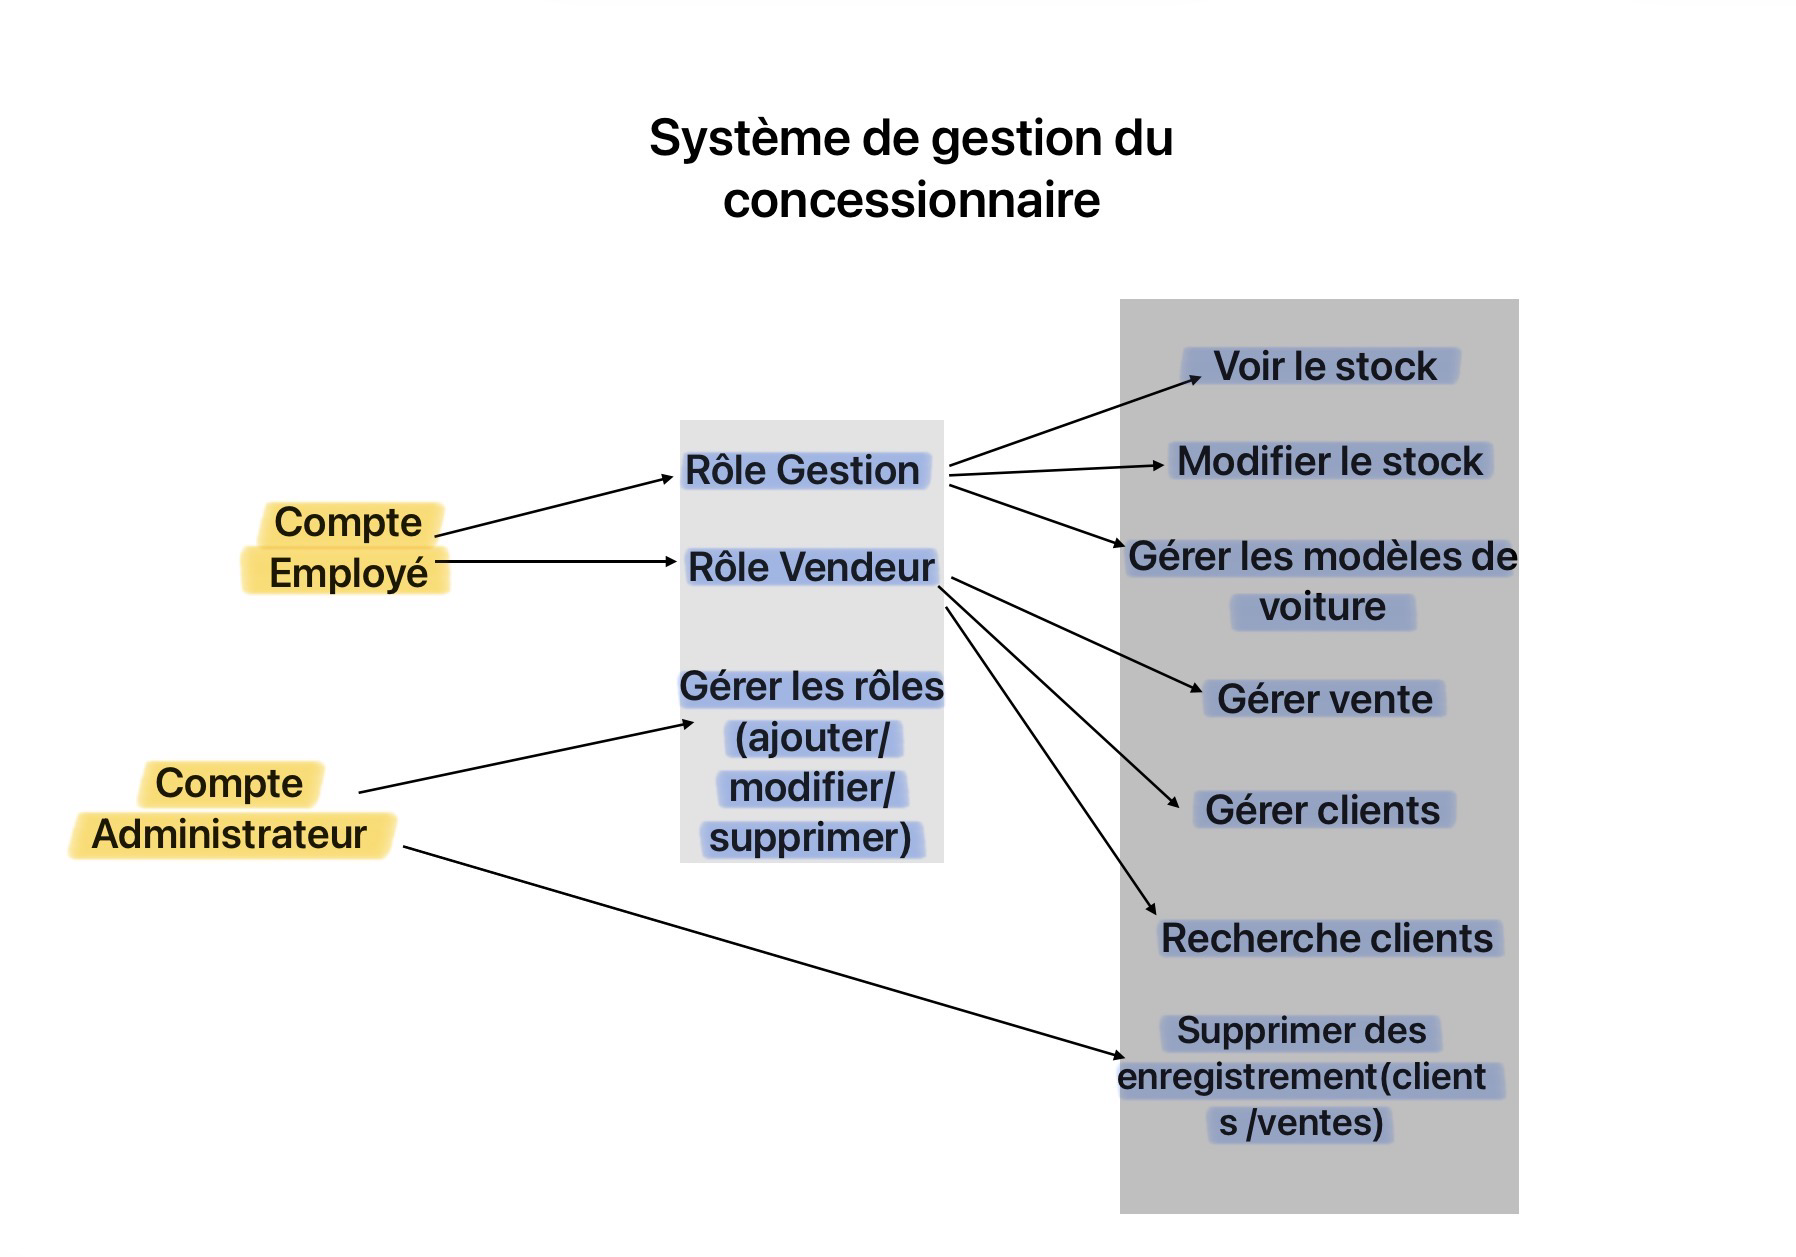 Système de gestion du
concessionnaire
Compte
Employé
Compte
Administrateur
Rôle Gestion
Rôle Vendeur
Gérer les rôles
(ajouter/
modifier/
supprimer)
Voir le stock
Modifier le stock
Gérer les modèles de
voiture
Gérer vente
Gérer clients
Recherche clients
Supprimer des
enregistrement(client
s /ventes)